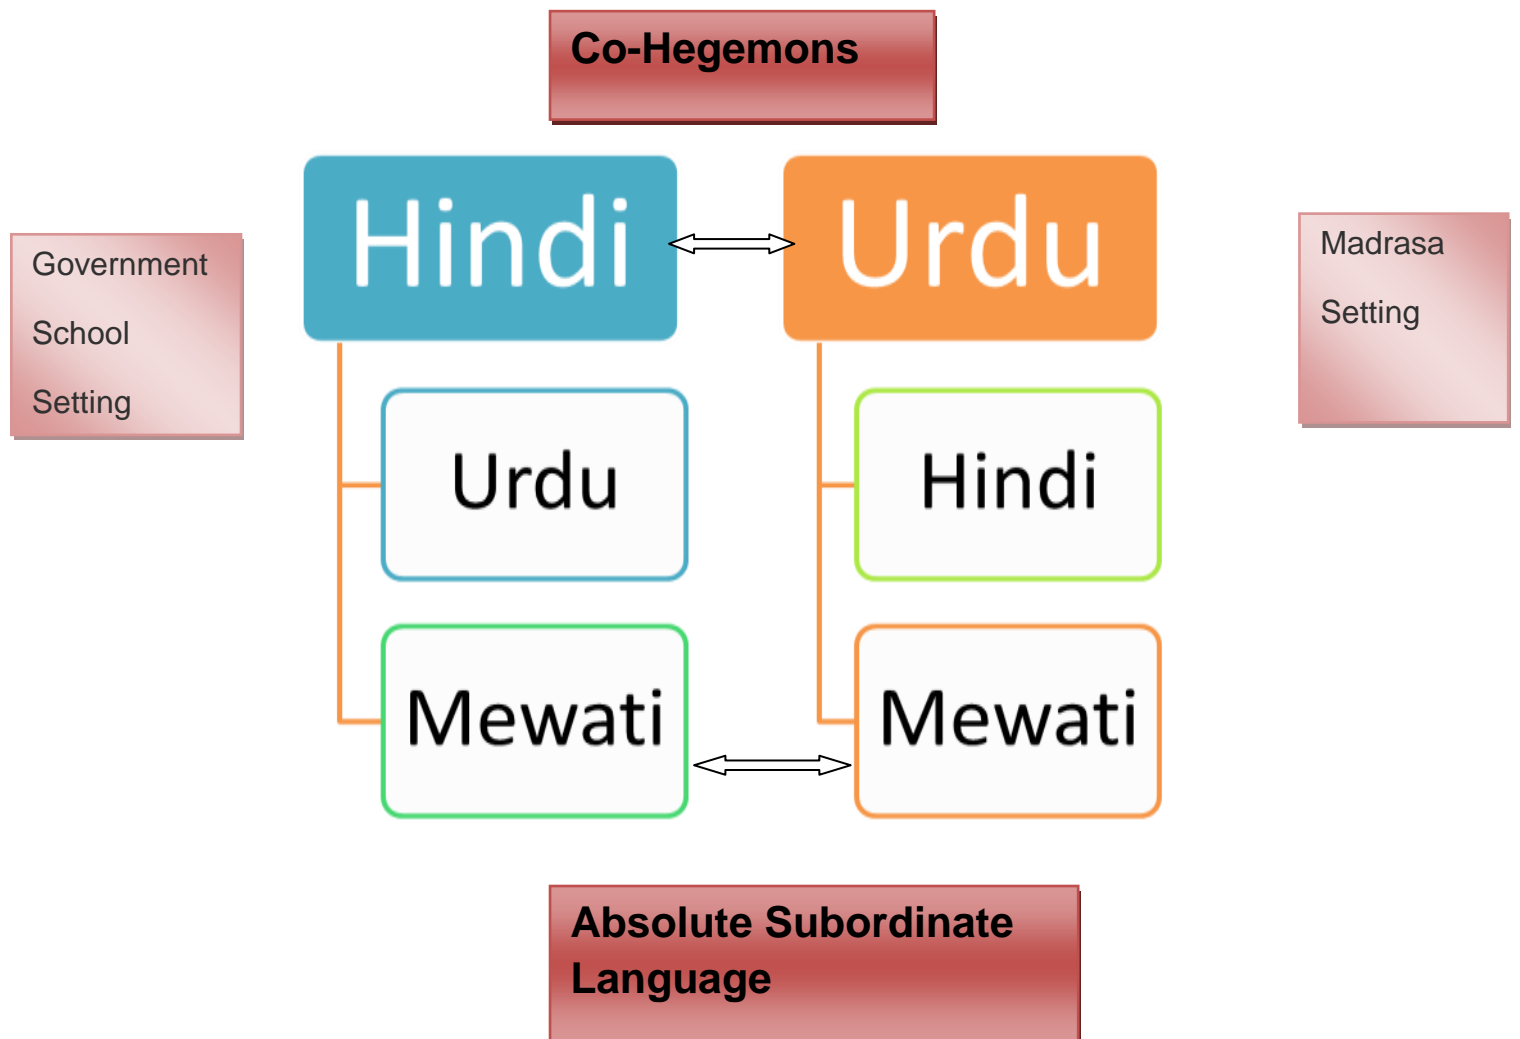 Co-Hegemons
Hindi
Urdu
Government
School
Setting
Madrasa
Setting
Urdu
Hindi
Mewati
Mewati
Absolute Subordinate
Language